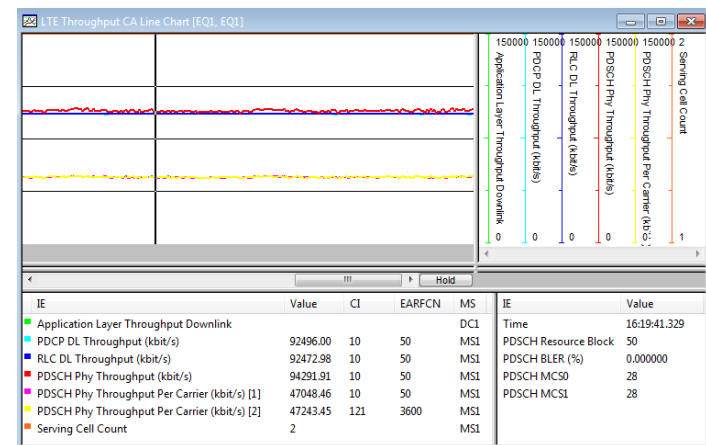 LTE Throughput CA Line Chart [EQ1, EQ1]
150000 150000 150000 150000 150000 2
Application Layer Throughput Downlink
PDCP DL Throughput (kbit/s)
RLC DL Throughput (kbit/s)
PDSCH Phy Throughput (kbit/s)
PDSCH Phy Throughput Per Carrier (kbit/s)
Serving Cell Count
0 0 0 0 0 1
Hold
IE Value CI EARFCN MS IE Value
Application Layer Throughput Downlink DC1 Time 16:19:41.329
PDCP DL Throughput (kbit/s) 92496.00 10 50 MS1 PDSCH Resource Block 50
RLC DL Throughput (kbit/s) 92472.98 10 50 MS1 PDSCH BLER (%) 0.000000
PDSCH Phy Throughput (kbit/s) 94291.91 10 50 MS1 PDSCH MCS0 28
PDSCH Phy Throughput Per Carrier (kbit/s) [1] 47048.46 10 50 MS1 PDSCH MCS1 28
PDSCH Phy Throughput Per Carrier (kbit/s) [2] 47243.45 121 3600 MS1
Serving Cell Count 2 MS1